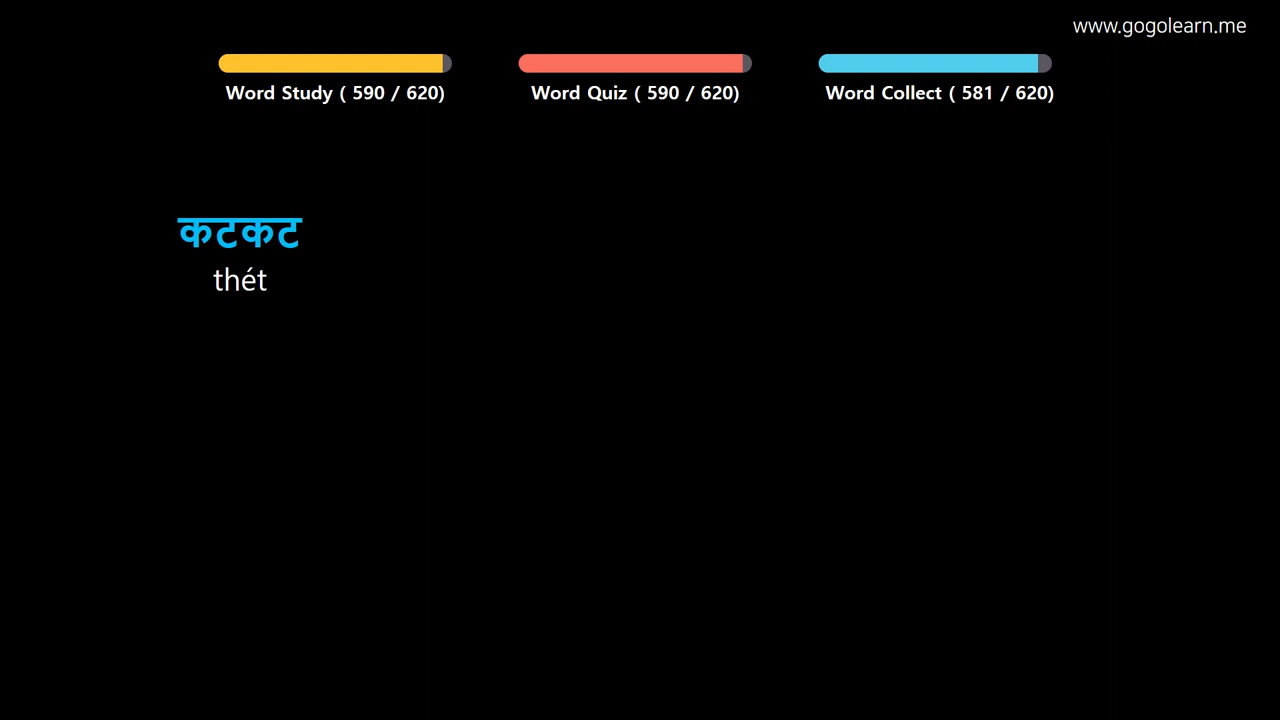 www.gogolearn.me
Word Study ( 590 / 620)
Word Quiz ( 590 / 620)
Word Collect ( 581 / 620)
कटकट
thét